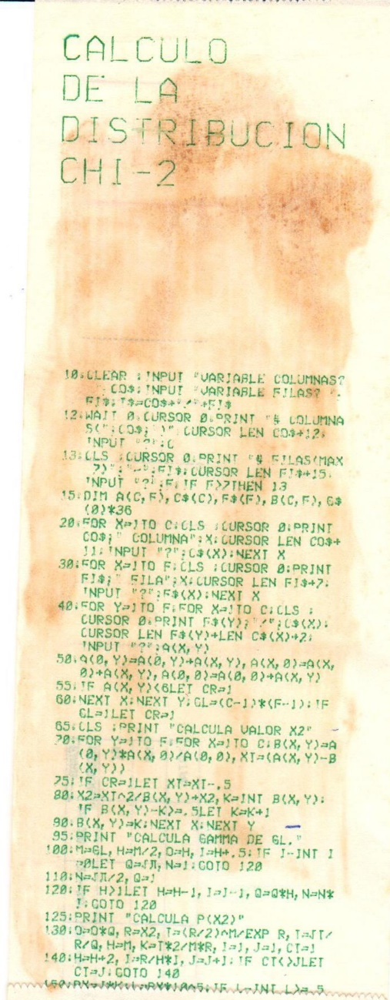 CALCULO
DE LA
DISTRIBUCION
CHI-2
10:CLEAR :INPUT "VARIABLE COLUMNAS?
CO$:INPUT "VARIABLE FILAS?
FI$:T$=CO$+"/"+FI$
12:WAIT 0:CURSOR 0:PRINT "# COLUMNA
S(";CO$;")":CURSOR LEN CO$+12:
INPUT "?";C
13:CLS :CURSOR 0:PRINT "# FILAS(MAX
7)";"-";FI$:CURSOR LEN FI$+15:
INPUT "?";F:IF F>7THEN 13
15:DIM A(C,F),C$(C),F$(F),B(C,F),G$
(0)*36
20:FOR X=1TO C:CLS :CURSOR 0:PRINT
CO$;" COLUMNA";X:CURSOR LEN CO$+
11:INPUT "?";C$(X):NEXT X
30:FOR X=1TO F:CLS :CURSOR 0:PRINT
FI$;" FILA";X:CURSOR LEN FI$+7:
INPUT "?";F$(X):NEXT X
40:FOR Y=1TO F:FOR X=1TO C:CLS :
CURSOR 0:PRINT F$(Y);"/";C$(X):
CURSOR LEN F$(Y)+LEN C$(X)+2:
INPUT "?";A(X,Y)
50:A(0,Y)=A(0,Y)+A(X,Y),A(X,0)=A(X,
0)+A(X,Y),A(0,0)=A(0,0)+A(X,Y)
55:IF A(X,Y)<6LET CR=1
60:NEXT X:NEXT Y:GL=(C-1)*(F-1):IF
GL=1LET CR=1
65:CLS :PRINT "CALCULA VALOR X2"
70:FOR Y=1TO F:FOR X=1TO C:B(X,Y)=A
(0,Y)*A(X,0)/A(0,0),XT=(A(X,Y)-B
(X,Y))
75:IF CR=1LET XT=XT-.5
80:X2=XT^2/B(X,Y)+X2,K=INT B(X,Y):
IF B(X,Y)-K>=.5LET K=K+1
90:B(X,Y)=K:NEXT X:NEXT Y
95:PRINT "CALCULA GAMMA DE GL."
100:M=GL,H=M/2,O=H,I=H+.5:IF I-INT I
=0LET Q=√π,N=1:GOTO 120
110:N=√π/2,Q=1
120:IF H>1LET H=H-1,I=I-1,Q=Q*H,N=N*
I:GOTO 120
125:PRINT "CALCULA P(X2)"
130:O=O*Q,R=X2,T=(R/2)^M/EXP R,T=√T/
R/Q,H=M,K=T*2/M*R,I=1,J=1,CT=1
140:H=H+2,I=R/H*I,J=J+I:IF CT<>JLET
CT=J:GOTO 140